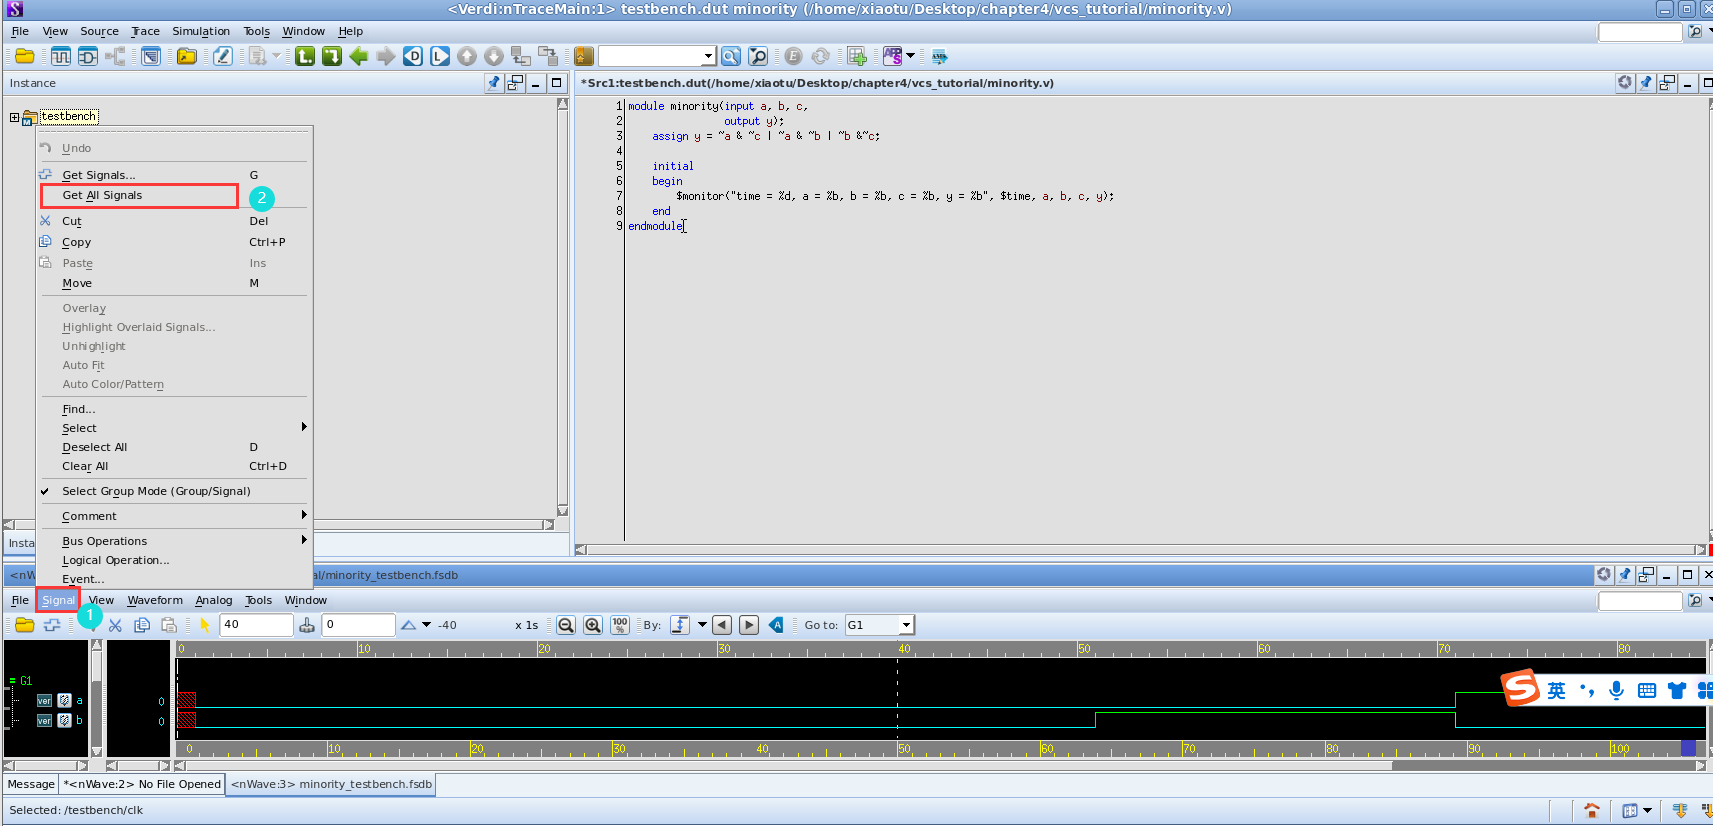 <Verdi:nTraceMain:1> testbench.dut minority (/home/xiaotu/Desktop/chapter4/vcs_tutorial/minority.v)
File View Source Trace Simulation Tools Window Help
Instance
*Src1:testbench.dut(/home/xiaotu/Desktop/chapter4/vcs_tutorial/minority.v)
testbench
Undo
Get Signals... G
Get All Signals 2
Cut Del
Copy Ctrl+P
Paste Ins
Move M
Overlay
Highlight Overlaid Signals...
Unhighlight
Auto Fit
Auto Color/Pattern
Find...
Select
Deselect All D
Clear All Ctrl+D
Select Group Mode (Group/Signal)
Comment
Bus Operations
Logical Operation...
Event...
1 module minority(input a, b, c,
2 output y);
3 assign y = ~a & ~c | ~a & ~b | ~b &~c;
4
5 initial
6 begin
7 $monitor("time = %d, a = %b, b = %b, c = %b, y = %b", $time, a, b, c, y);
8 end
9 endmodule
Insta
<nW al/minority_testbench.fsdb
File Signal View Waveform Analog Tools Window
1
40 0 -40 x 1s 100 % By: Go to: G1
0 10 20 30 40 50 60 70 80
= G1
ver a 0
ver b 0
英
0 10 20 30 40 50 60 70 80 90 100
Message *<nWave:2> No File Opened <nWave:3> minority_testbench.fsdb
Selected: /testbench/clk